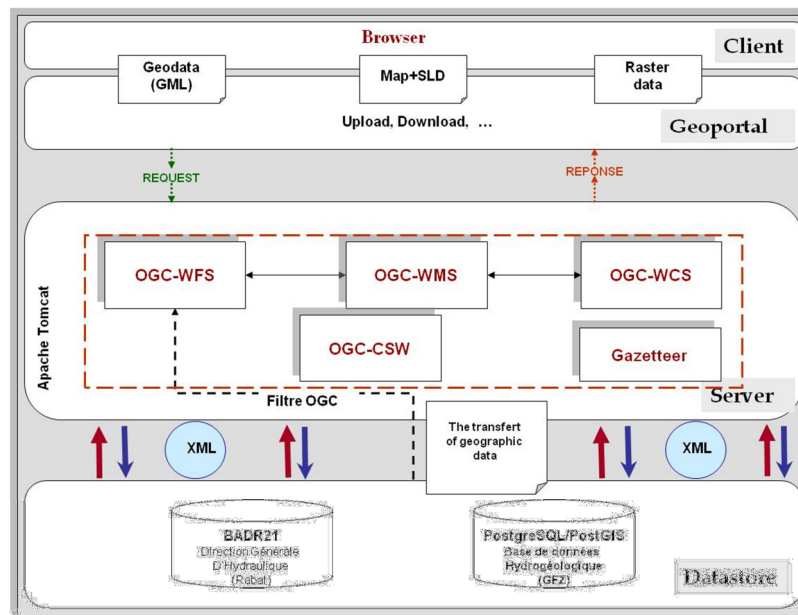 Browser
Client
Geodata
(GML)
Map+SLD
Raster
data
Upload, Download, ...
Geoportal
REQUEST
REPONSE
Apache Tomcat
OGC-WFS
OGC-WMS
OGC-WCS
OGC-CSW
Gazetteer
Server
Filtre OGC
The transfert
of geographic
data
XML
XML
BADR21
Direction Générale
D'Hydraulique
(Rabat)
PostgreSQL/PostGIS
Base de données
Hydrogéologique
(GFZ)
Datastore